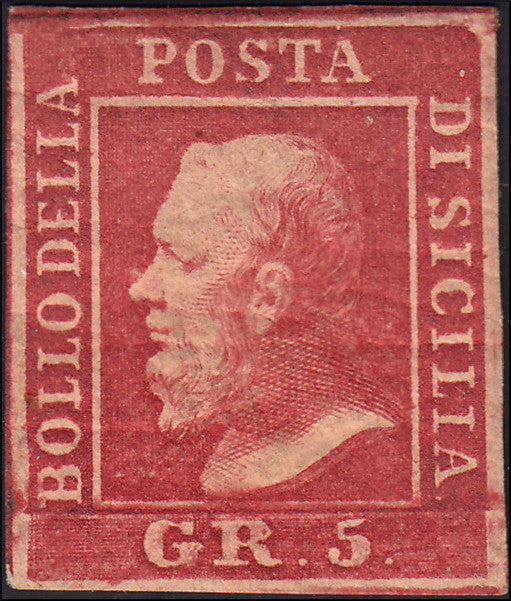 BOLLO DELLA
POSTA
DI SICILIA
GR. 5.